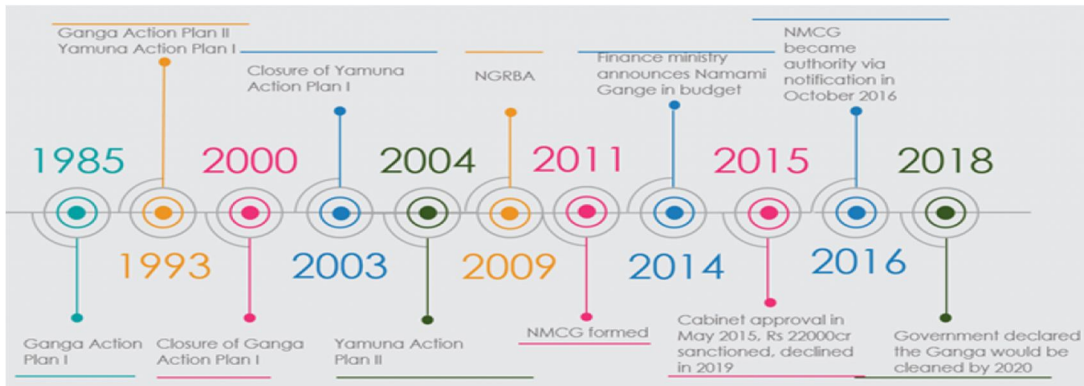 Ganga Action Plan II
Yamuna Action Plan I
Closure of Yamuna
Action Plan I
NGRBA
Finance ministry
announces Namami
Gange in budget
NMCG
became
authority via
notification in
October 2016
1985
2000
2004
2011
2015
2018
1993
2003
2009
2014
2016
Ganga Action
Plan I
Closure of Ganga
Action Plan I
Yamuna Action
Plan II
NMCG formed
Cabinet approval in
May 2015, Rs 22000cr
sanctioned, declined
in 2019
Government declared
the Ganga would be
cleaned by 2020